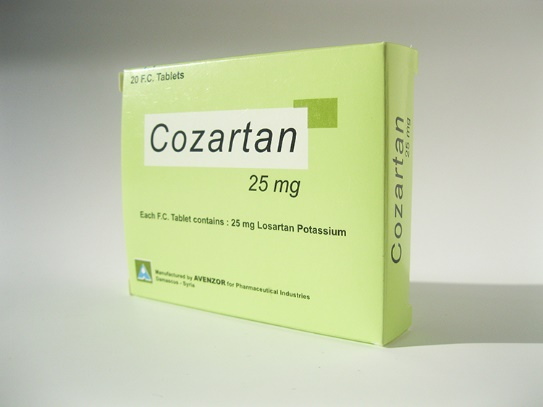 20 F.C. Tablets
Cozartan
25 mg
Each F.C. Tablet contains : 25 mg Losartan Potassium
Manufactured by AVENZOR for Pharmaceutical Industries
Damascus - Syria
Cozartan
25 mg